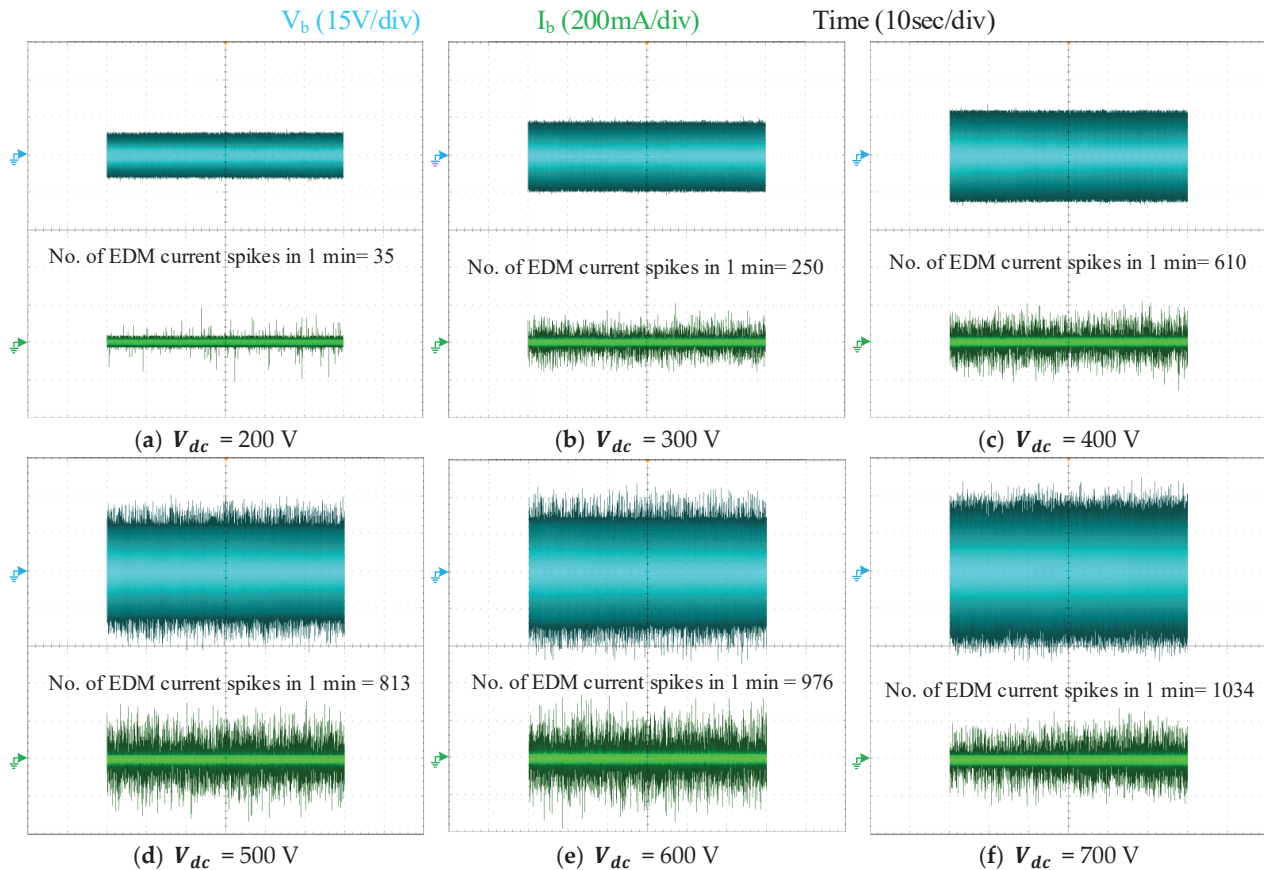 V_b (15V/div) I_b (200mA/div) Time (10sec/div)
No. of EDM current spikes in 1 min= 35
No. of EDM current spikes in 1 min= 250
No. of EDM current spikes in 1 min= 610
(a) V_dc = 200 V
(b) V_dc = 300 V
(c) V_dc = 400 V
No. of EDM current spikes in 1 min = 813
No. of EDM current spikes in 1 min = 976
No. of EDM current spikes in 1 min= 1034
(d) V_dc = 500 V
(e) V_dc = 600 V
(f) V_dc = 700 V